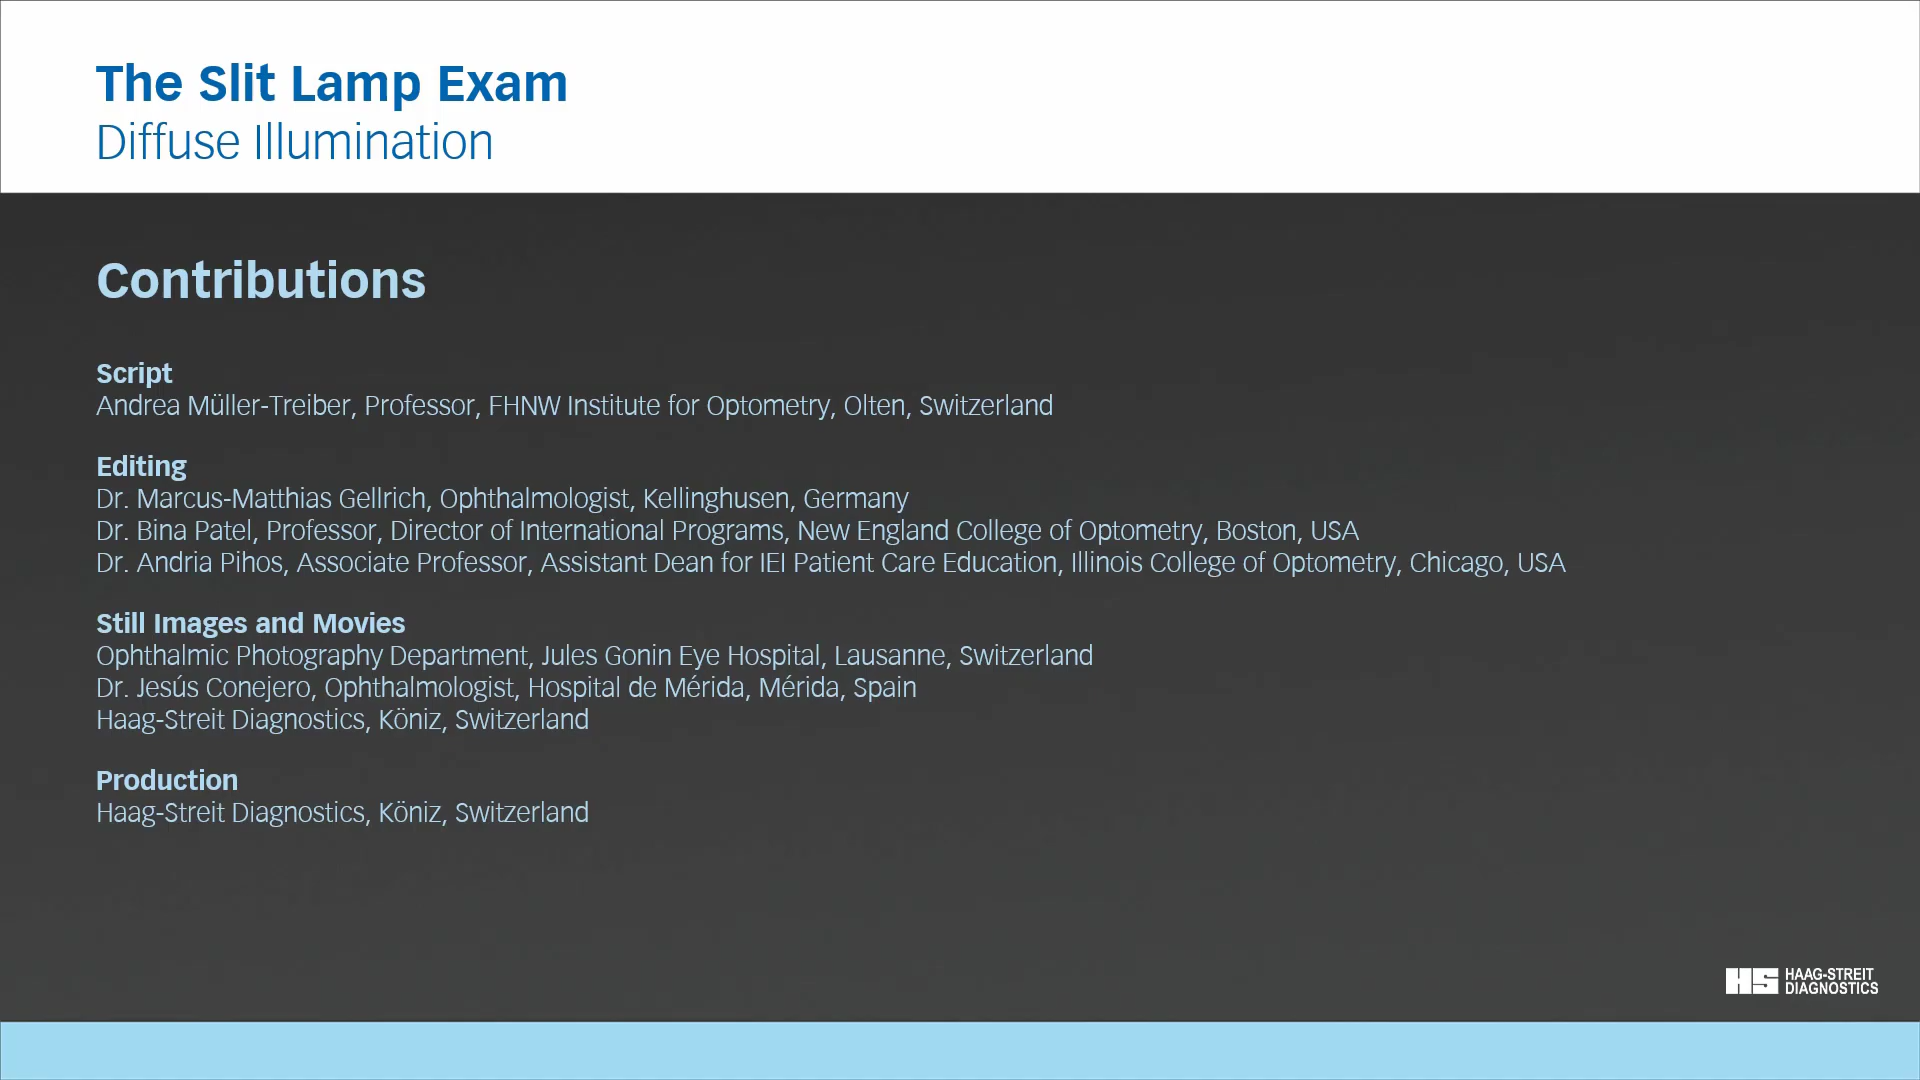 The Slit Lamp Exam
Diffuse Illumination
Contributions
Script
Andrea Müller-Treiber, Professor, FHNW Institute for Optometry, Olten, Switzerland
Editing
Dr. Marcus-Matthias Gellrich, Ophthalmologist, Kellinghusen, Germany
Dr. Bina Patel, Professor, Director of International Programs, New England College of Optometry, Boston, USA
Dr. Andria Pihos, Associate Professor, Assistant Dean for IEI Patient Care Education, Illinois College of Optometry, Chicago, USA
Still Images and Movies
Ophthalmic Photography Department, Jules Gonin Eye Hospital, Lausanne, Switzerland
Dr. Jesús Conejero, Ophthalmologist, Hospital de Mérida, Mérida, Spain
Haag-Streit Diagnostics, Köniz, Switzerland
Production
Haag-Streit Diagnostics, Köniz, Switzerland
HS HAAG-STREIT
DIAGNOSTICS